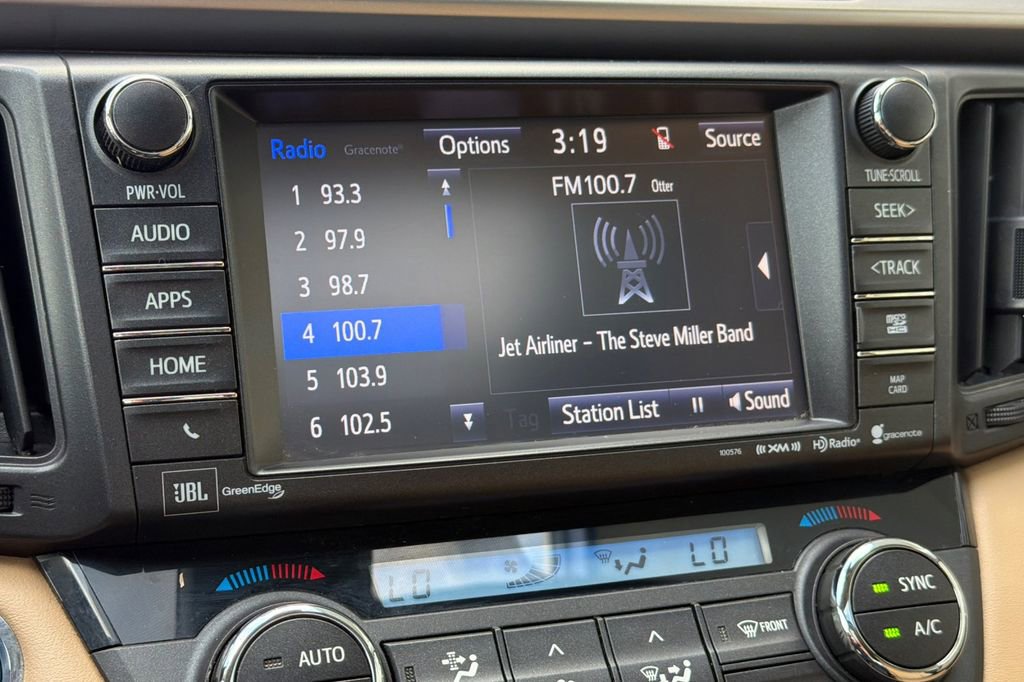 Radio Gracenote® Options 3:19 Source
PWR·VOL
TUNE·SCROLL
AUDIO
APPS
HOME
1 93.3
2 97.9
3 98.7
4 100.7
5 103.9
6 102.5
FM100.7 Otter
Jet Airliner – The Steve Miller Band
Tag Station List Sound
SEEK>
<TRACK
micro SD HC
MAP
CARD
JBL GreenEdge
100576 ((( XM ))) HD Radio® gracenote
LO LO
AUTO
FRONT
SYNC
A/C